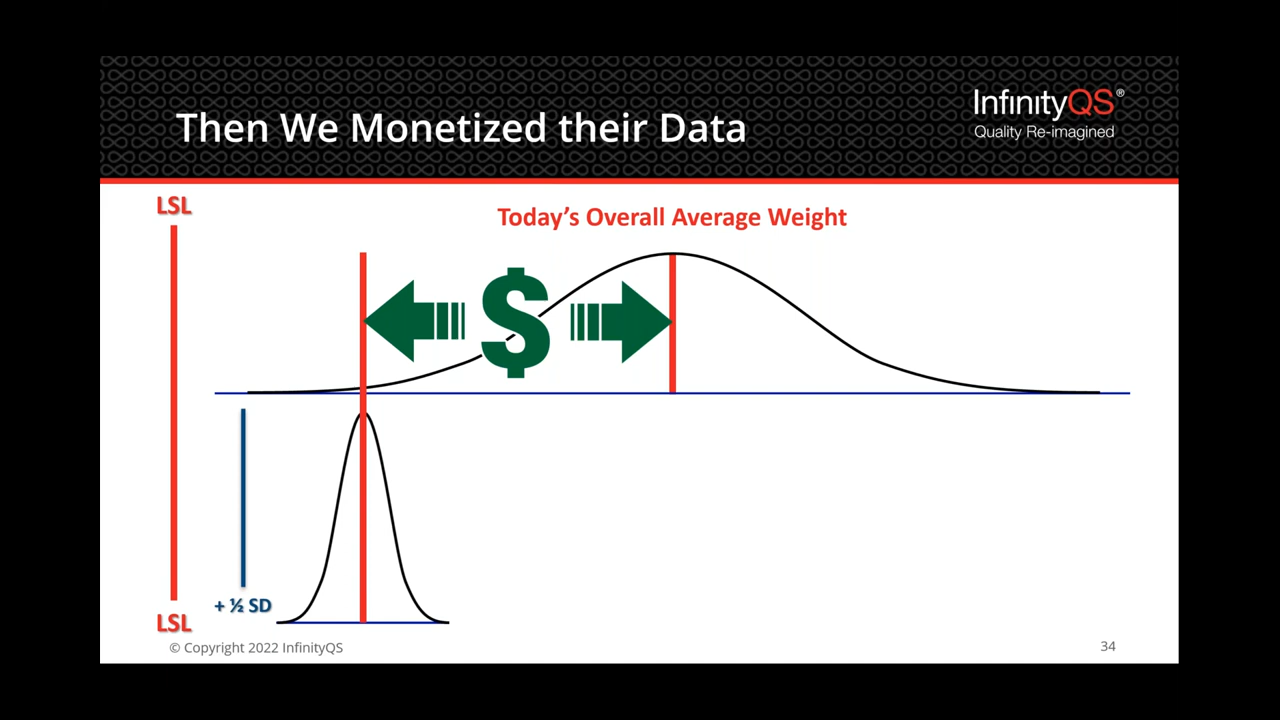 Then We Monetized their Data
InfinityQS®
Quality Re-imagined
LSL
Today's Overall Average Weight
$
+ ½ SD
LSL
© Copyright 2022 InfinityQS
34